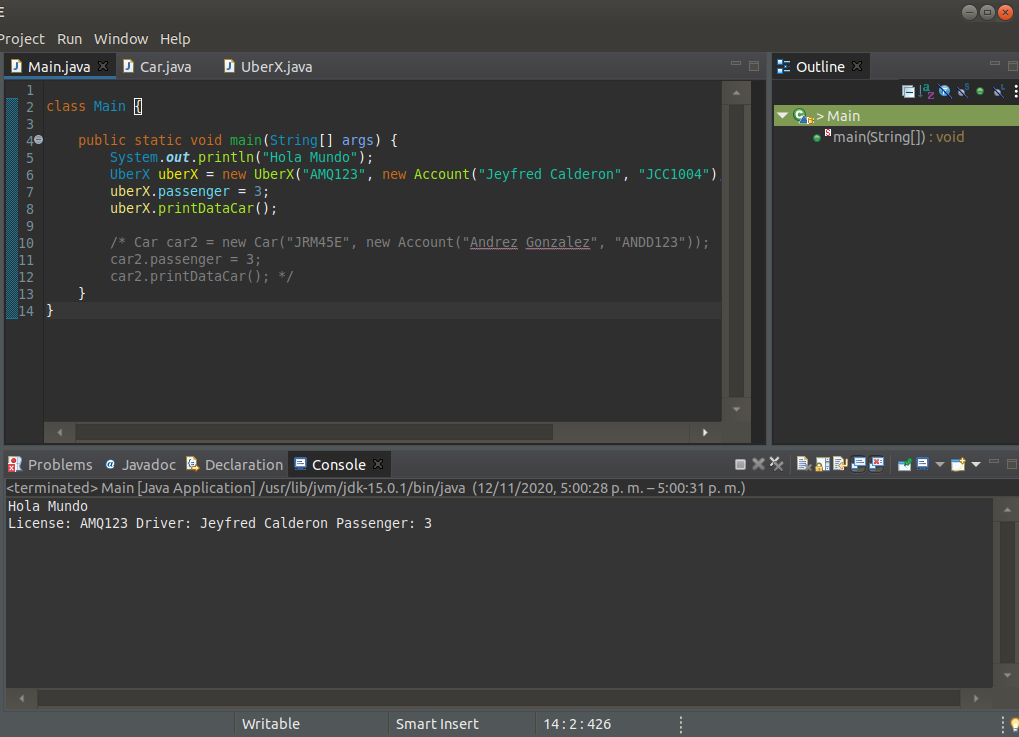 E
Project Run Window Help
Main.java Car.java UberX.java
Outline
1
2 class Main {
3
4 public static void main(String[] args) {
5 System.out.println("Hola Mundo");
6 UberX uberX = new UberX("AMQ123", new Account("Jeyfred Calderon", "JCC1004")
7 uberX.passenger = 3;
8 uberX.printDataCar();
9
10 /* Car car2 = new Car("JRM45E", new Account("Andrez Gonzalez", "ANDD123"));
11 car2.passenger = 3;
12 car2.printDataCar(); */
13 }
14 }
> Main
main(String[]) : void
Problems Javadoc Declaration Console
<terminated> Main [Java Application] /usr/lib/jvm/jdk-15.0.1/bin/java (12/11/2020, 5:00:28 p. m. – 5:00:31 p. m.)
Hola Mundo
License: AMQ123 Driver: Jeyfred Calderon Passenger: 3
Writable Smart Insert 14 : 2 : 426